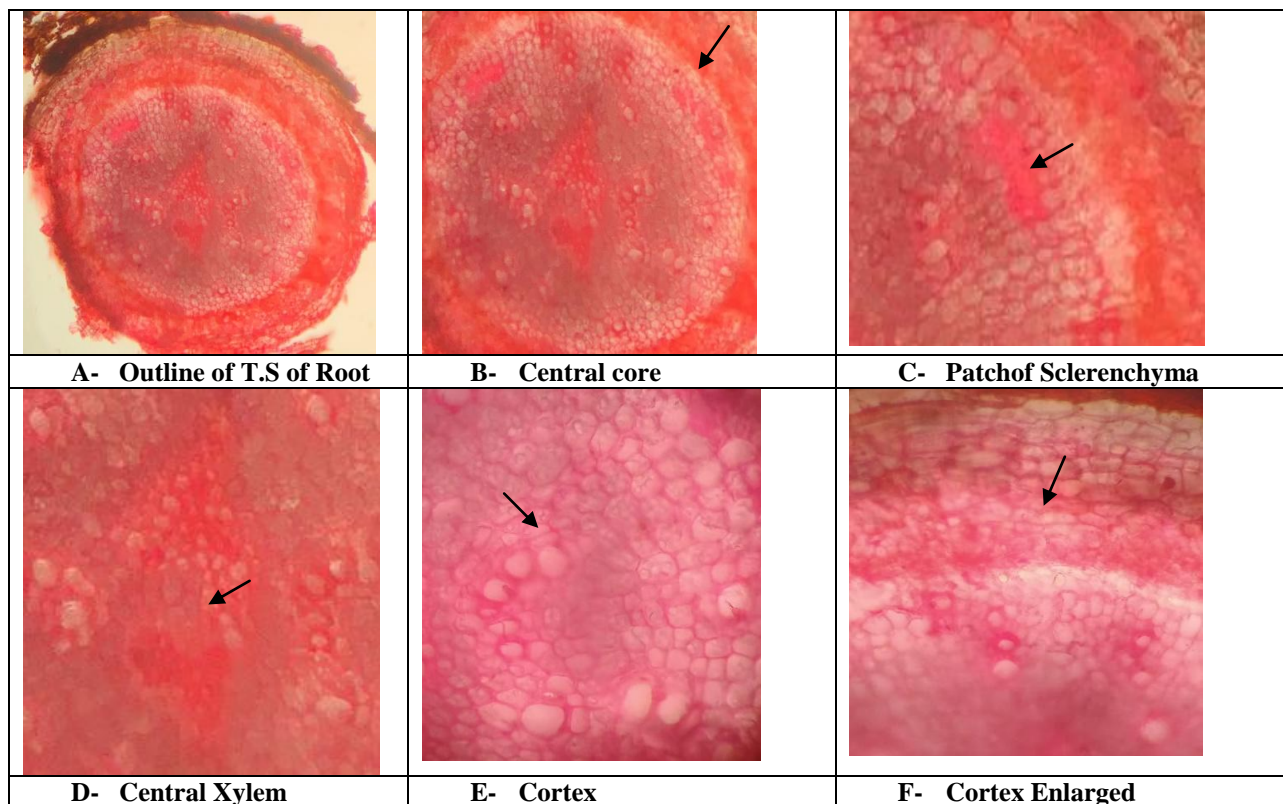 A- Outline of T.S of Root
B- Central core
C- Patchof Sclerenchyma
D- Central Xylem
E- Cortex
F- Cortex Enlarged